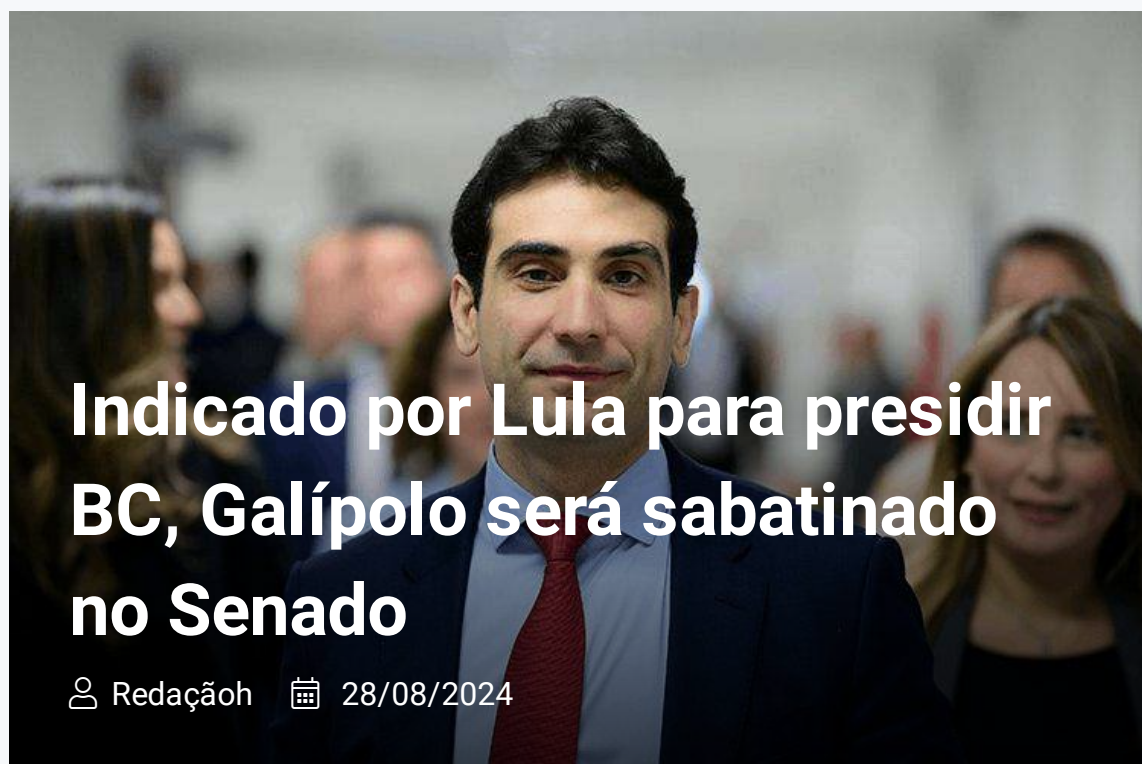 Indicado por Lula para presidir
BC, Galípolo será sabatinado
no Senado
Redaçãoh 28/08/2024